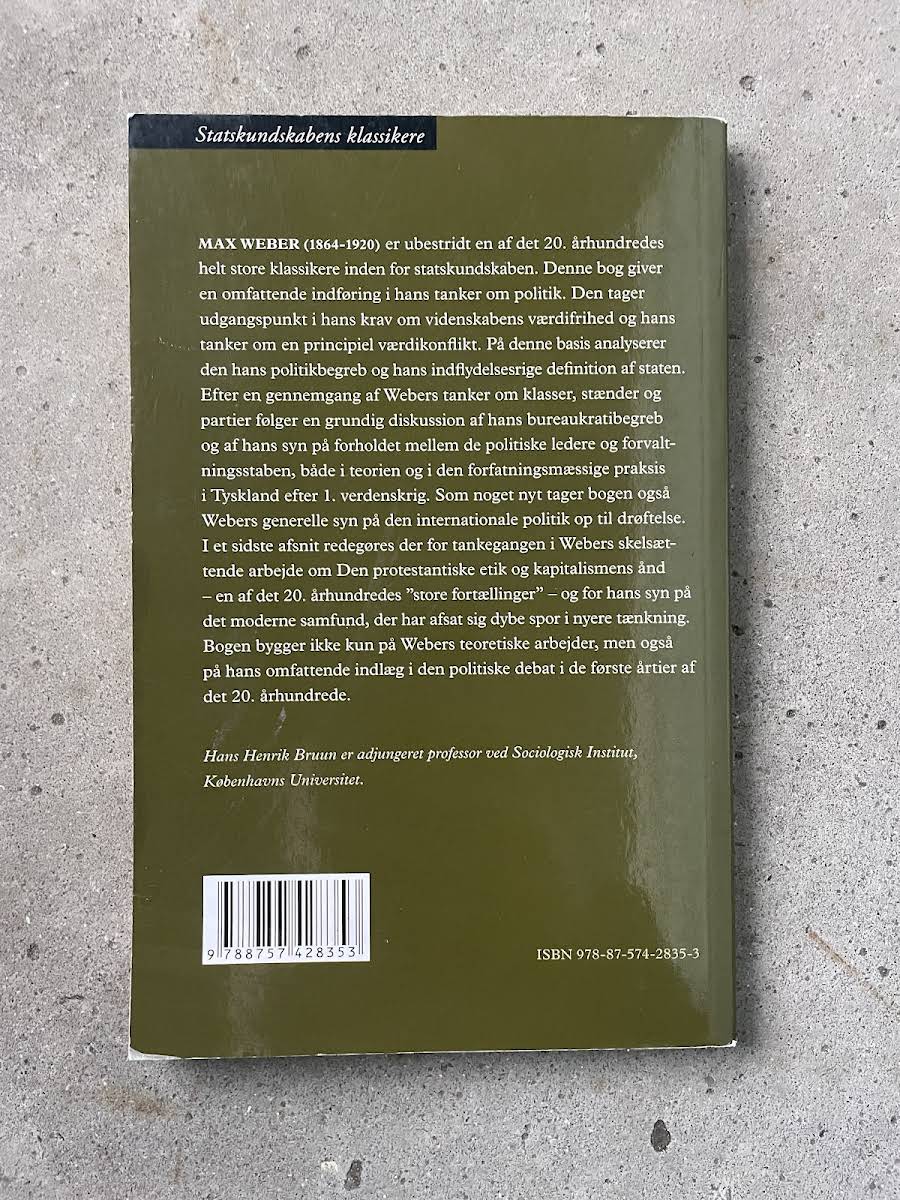 Statskundskabens klassikere
MAX WEBER (1864-1920) er ubestridt en af det 20. århundredes
helt store klassikere inden for statskundskaben. Denne bog giver
en omfattende indføring i hans tanker om politik. Den tager
udgangspunkt i hans krav om videnskabens værdifrihed og hans
tanker om en principiel værdikonflikt. På denne basis analyserer
den hans politikbegreb og hans indflydelsesrige definition af staten.
Efter en gennemgang af Webers tanker om klasser, stænder og
partier følger en grundig diskussion af hans bureaukratibegreb
og af hans syn på forholdet mellem de politiske ledere og forvalt-
ningsstaben, både i teorien og i den forfatningsmæssige praksis
i Tyskland efter 1. verdenskrig. Som noget nyt tager bogen også
Webers generelle syn på den internationale politik op til drøftelse.
I et sidste afsnit redegøres der for tankegangen i Webers skelsæt-
tende arbejde om Den protestantiske etik og kapitalismens ånd
– en af det 20. århundredes ”store fortællinger” – og for hans syn på
det moderne samfund, der har afsat sig dybe spor i nyere tænkning.
Bogen bygger ikke kun på Webers teoretiske arbejder, men også
på hans omfattende indlæg i den politiske debat i de første årtier af
det 20. århundrede.
Hans Henrik Bruun er adjungeret professor ved Sociologisk Institut,
Københavns Universitet.
9 788757 428353
ISBN 978-87-574-2835-3